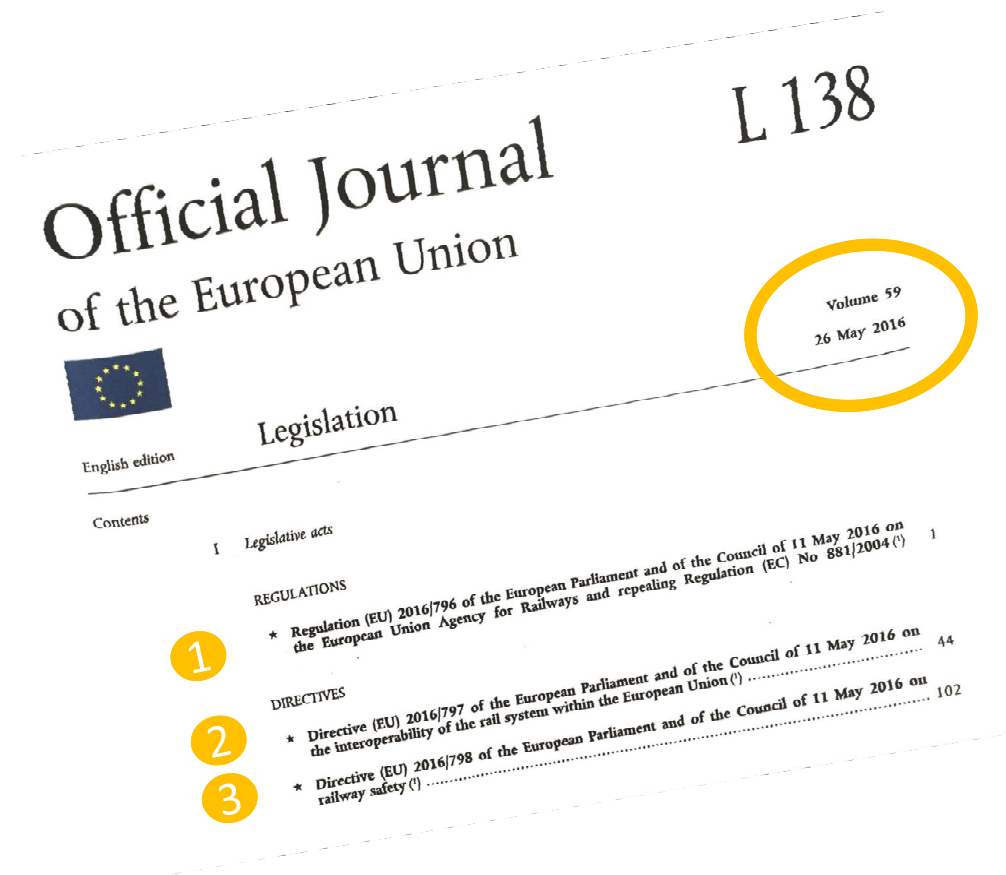 L 138
Official Journal
of the European Union
Volume 59
26 May 2016
Legislation
English edition
Contents
I Legislative acts
REGULATIONS
1
★ Regulation (EU) 2016/796 of the European Parliament and of the Council of 11 May 2016 on
the European Union Agency for Railways and repealing Regulation (EC) No 881/2004 (¹) 1
DIRECTIVES
2
★ Directive (EU) 2016/797 of the European Parliament and of the Council of 11 May 2016 on
the interoperability of the rail system within the European Union (¹) ........................................ 44
3
★ Directive (EU) 2016/798 of the European Parliament and of the Council of 11 May 2016 on
railway safety (¹) ........................................................................................................ 102